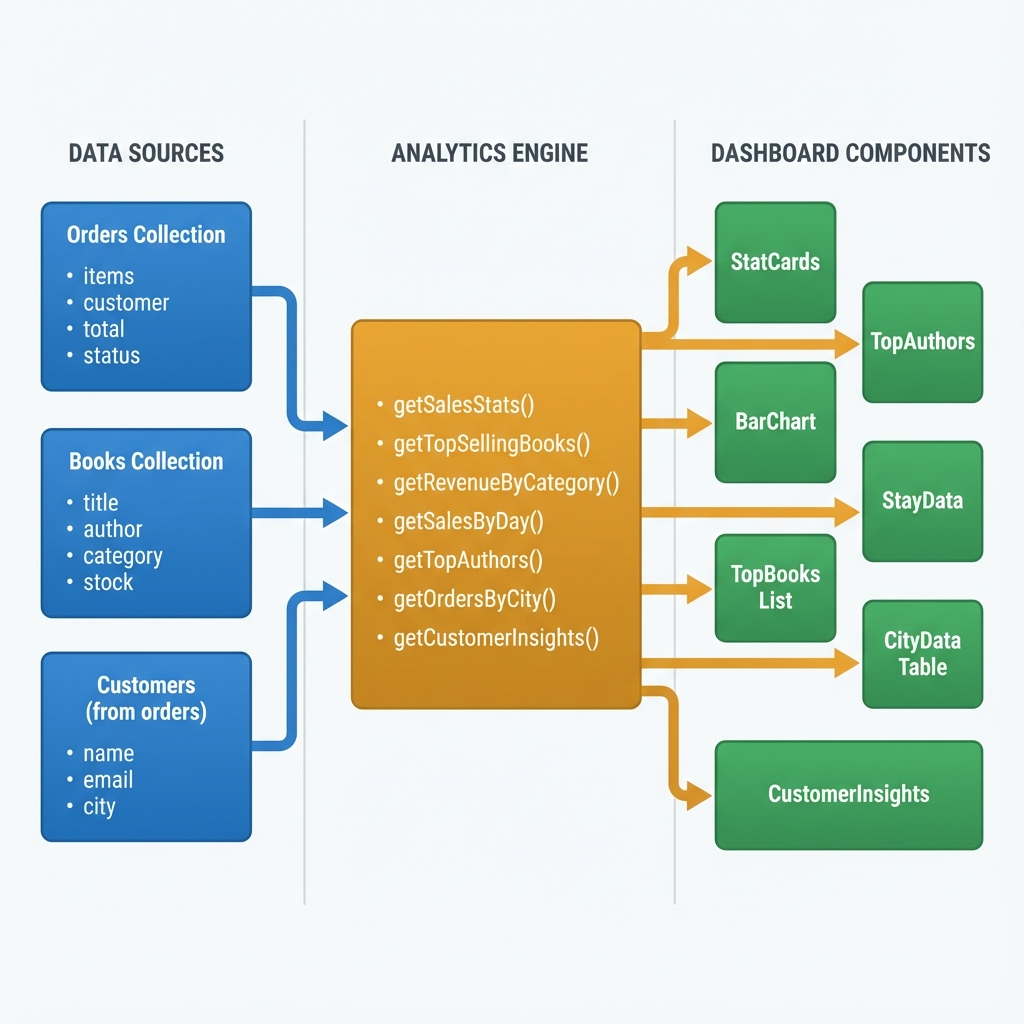 DATA SOURCES
ANALYTICS ENGINE
DASHBOARD COMPONENTS
Orders Collection
• items
• customer
• total
• status
Books Collection
• title
• author
• category
• stock
Customers
(from orders)
• name
• email
• city
• getSalesStats()
• getTopSellingBooks()
• getRevenueByCategory()
• getSalesByDay()
• getTopAuthors()
• getOrdersByCity()
• getCustomerInsights()
StatCards
TopAuthors
BarChart
StayData
TopBooks
List
CityData
Table
CustomerInsights